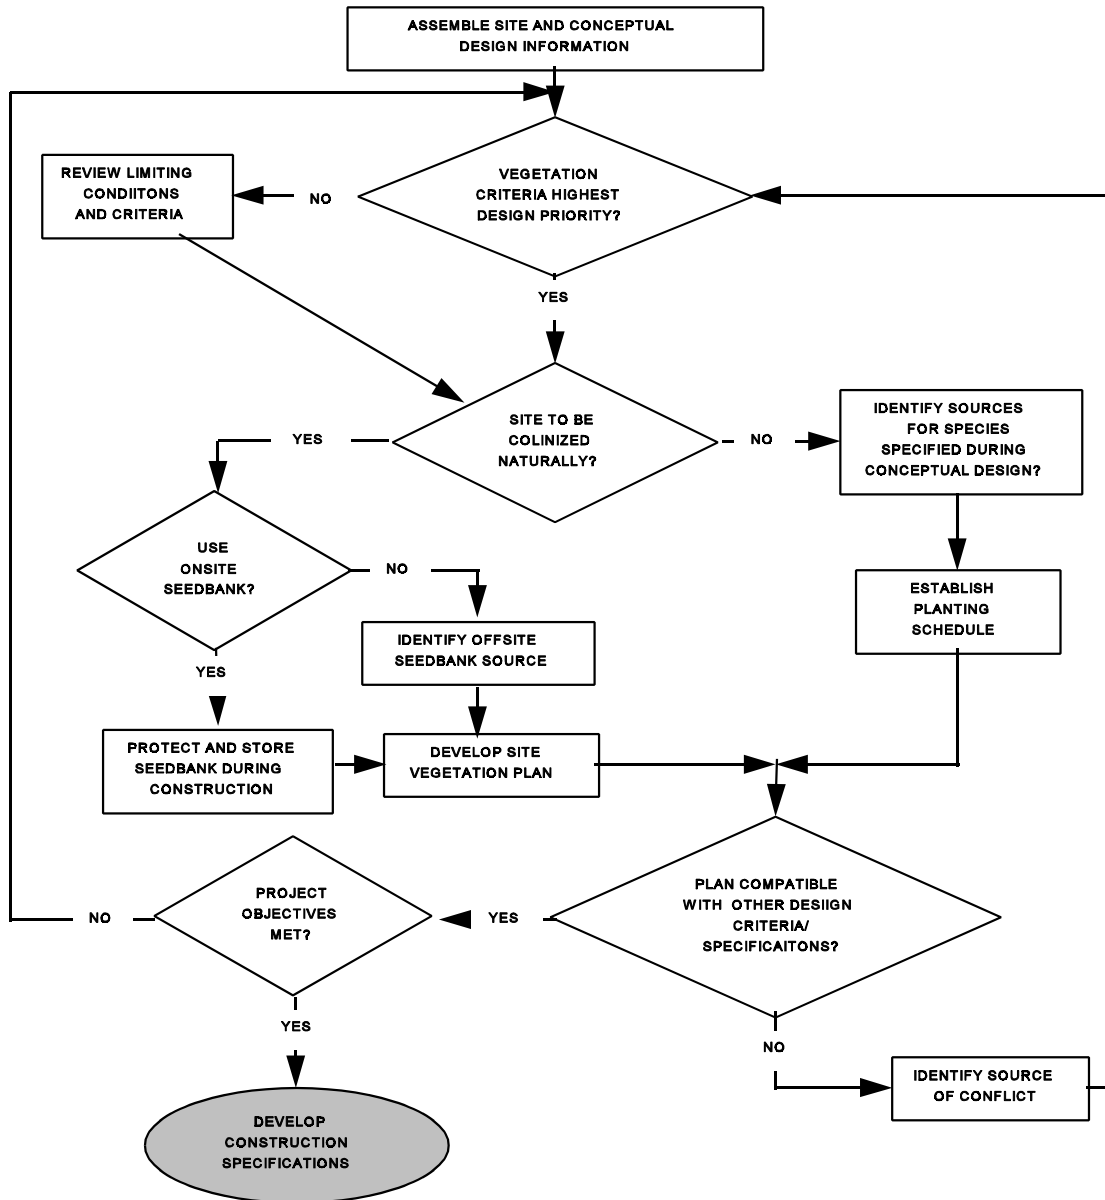 ASSEMBLE SITE AND CONCEPTUAL
DESIGN INFORMATION
VEGETATION
CRITERIA HIGHEST
DESIGN PRIORITY?
NO
REVIEW LIMITING
CONDIITONS
AND CRITERIA
YES
SITE TO BE
COLINIZED
NATURALLY?
YES
NO
IDENTIFY SOURCES
FOR SPECIES
SPECIFIED DURING
CONCEPTUAL DESIGN?
USE
ONSITE
SEEDBANK?
NO
ESTABLISH
PLANTING
SCHEDULE
IDENTIFY OFFSITE
SEEDBANK SOURCE
YES
PROTECT AND STORE
SEEDBANK DURING
CONSTRUCTION
DEVELOP SITE
VEGETATION PLAN
PLAN COMPATIBLE
WITH OTHER DESIIGN
CRITERIA/
SPECIFICAITONS?
YES
PROJECT
OBJECTIVES
MET?
NO
YES
NO
IDENTIFY SOURCE
OF CONFLICT
DEVELOP
CONSTRUCTION
SPECIFICATIONS